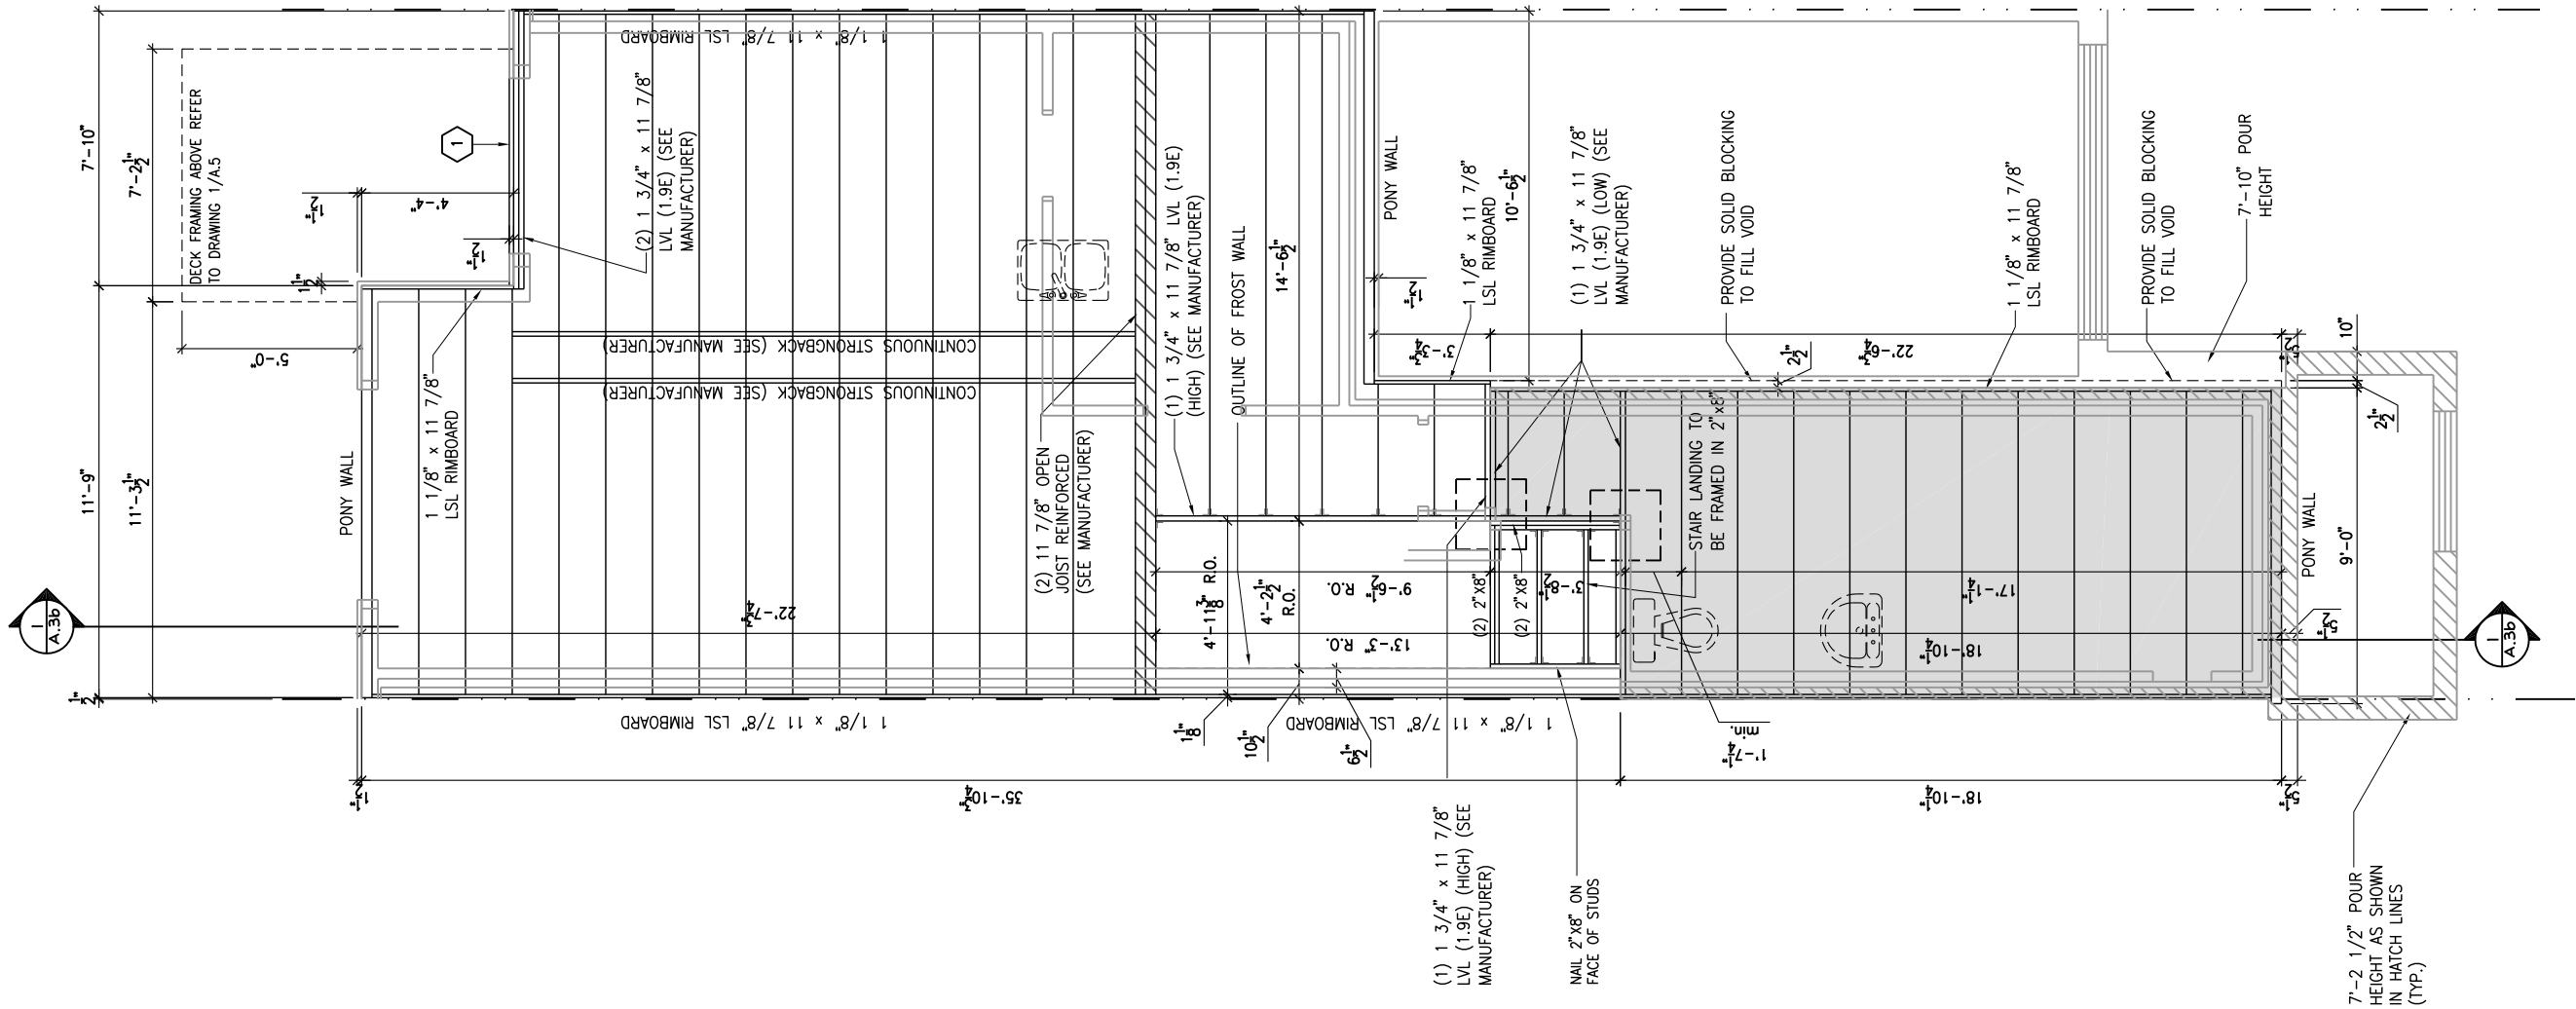 7'-10"
7'-2 1/2"
11'-9"
11'-3 1/2"
1/2"
DECK FRAMING ABOVE REFER
TO DRAWING 1/A.5
5'-0"
1 1/2"
1 1/2"
4'-4"
1 1/2"
1
(2) 1 3/4" x 11 7/8"
LVL (1.9E) (SEE
MANUFACTURER)
1 1/8" x 11 7/8" LSL RIMBOARD
PONY WALL
1 1/8" x 11 7/8"
LSL RIMBOARD
CONTINUOUS STRONGBACK (SEE MANUFACTURER)
CONTINUOUS STRONGBACK (SEE MANUFACTURER)
(2) 11 7/8" OPEN
JOIST REINFORCED
(SEE MANUFACTURER)
(1) 1 3/4" x 11 7/8" LVL (1.9E)
(HIGH) (SEE MANUFACTURER)
OUTLINE OF FROST WALL
14'-6 1/2"
22'-7 3/4"
4'-11 3/8" R.O.
4'-2 1/2"
R.O.
9'-6 1/2" R.O.
13'-3" R.O.
1 1/8" x 11 7/8" LSL RIMBOARD
1 1/8" x 11 7/8" LSL RIMBOARD
1 1/8"
10 1/2"
6 1/2"
PONY WALL
1 1/2"
3'-3 3/4"
1 1/8" x 11 7/8"
LSL RIMBOARD
10'-6 1/2"
(1) 1 3/4" x 11 7/8"
LVL (1.9E) (LOW) (SEE
MANUFACTURER)
(2) 2"X8"
(2) 2"X8"
3'-8 1/2"
STAIR LANDING TO
BE FRAMED IN 2"x8"
PROVIDE SOLID BLOCKING
TO FILL VOID
2 1/2"
22'-6 3/4"
1 1/8" x 11 7/8"
LSL RIMBOARD
PROVIDE SOLID BLOCKING
TO FILL VOID
7'-10" POUR
HEIGHT
5 1/2"
10"
2 1/2"
17'-1 1/4"
18'-10 1/4"
5 1/2"
PONY WALL
9'-0"
1'-7 1/4"
min.
1 1/2"
35'-10 3/4"
18'-10 1/4"
5 1/2"
(1) 1 3/4" x 11 7/8"
LVL (1.9E) (HIGH) (SEE
MANUFACTURER)
NAIL 2"X8" ON
FACE OF STUDS
7'-2 1/2" POUR
HEIGHT AS SHOWN
IN HATCH LINES
(TYP.)
1
A.3b
1
A.3b